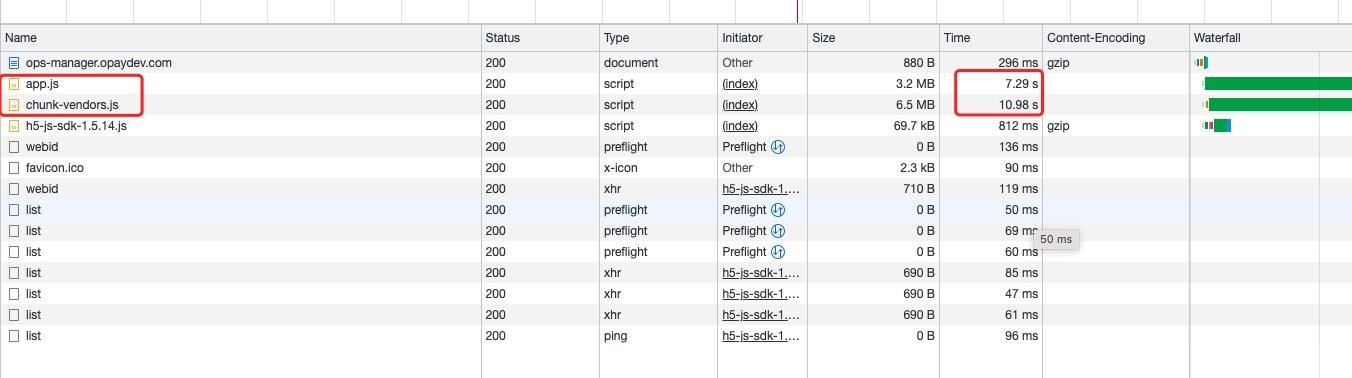 Name Status Type Initiator Size Time Content-Encoding Waterfall
ops-manager.opaydev.com 200 document Other 880 B 296 ms gzip
app.js 200 script (index) 3.2 MB 7.29 s
chunk-vendors.js 200 script (index) 6.5 MB 10.98 s
h5-js-sdk-1.5.14.js 200 script (index) 69.7 kB 812 ms gzip
webid 200 preflight Preflight 0 B 136 ms
favicon.ico 200 x-icon Other 2.3 kB 90 ms
webid 200 xhr h5-js-sdk-1.… 710 B 119 ms
list 200 preflight Preflight 0 B 50 ms
list 200 preflight Preflight 0 B 69 ms
50 ms
list 200 preflight Preflight 0 B 60 ms
list 200 xhr h5-js-sdk-1.… 690 B 85 ms
list 200 xhr h5-js-sdk-1.… 690 B 47 ms
list 200 xhr h5-js-sdk-1.… 690 B 61 ms
list 200 ping h5-js-sdk-1.… 0 B 96 ms